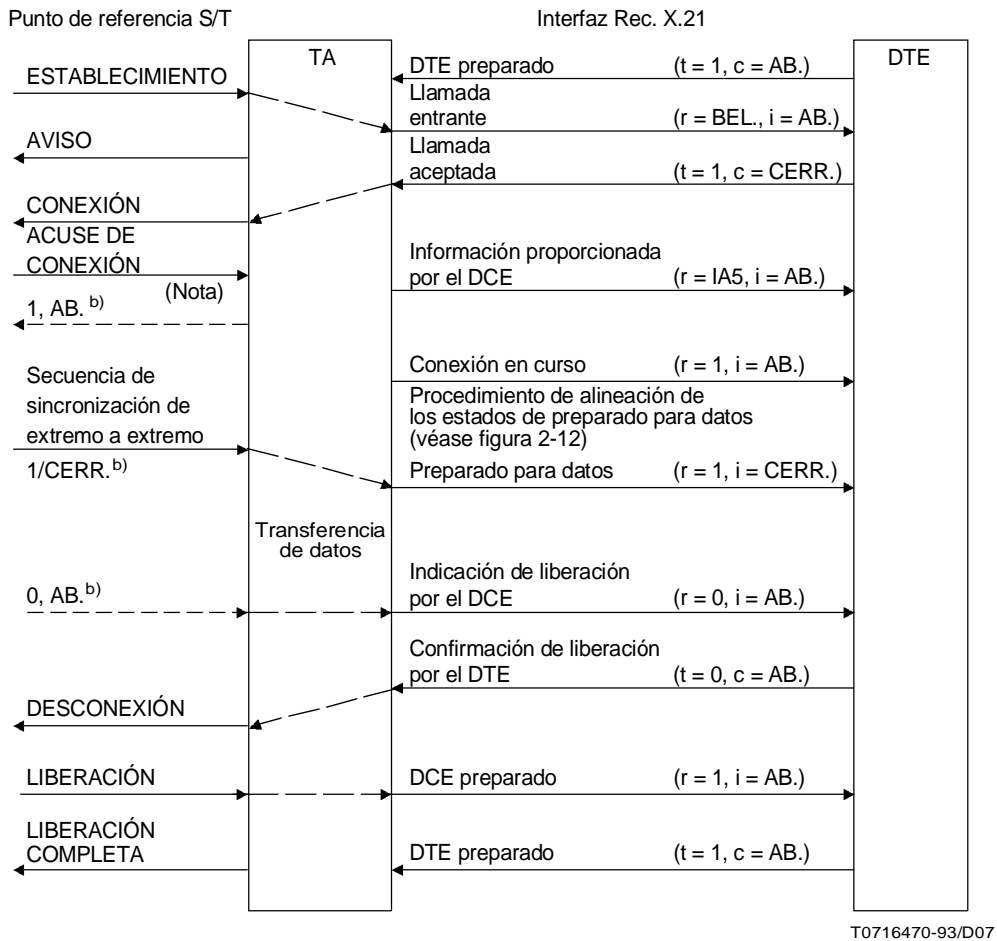 Punto de referencia S/T
Interfaz Rec. X.21
TA
DTE
DTE preparado (t = 1, c = AB.)
ESTABLECIMIENTO
Llamada
entrante (r = BEL., i = AB.)
AVISO
Llamada
aceptada (t = 1, c = CERR.)
CONEXIÓN
ACUSE DE
CONEXIÓN
(Nota)
Información proporcionada
por el DCE (r = IA5, i = AB.)
1, AB. b)
Conexión en curso (r = 1, i = AB.)
Secuencia de
sincronización de
extremo a extremo
Procedimiento de alineación de
los estados de preparado para datos
(véase figura 2-12)
1/CERR.b)
Preparado para datos (r = 1, i = CERR.)
Transferencia
de datos
0, AB.b)
Indicación de liberación
por el DCE (r = 0, i = AB.)
Confirmación de liberación
por el DTE (t = 0, c = AB.)
DESCONEXIÓN
LIBERACIÓN
DCE preparado (r = 1, i = AB.)
LIBERACIÓN
COMPLETA
DTE preparado (t = 1, c = AB.)
T0716470-93/D07